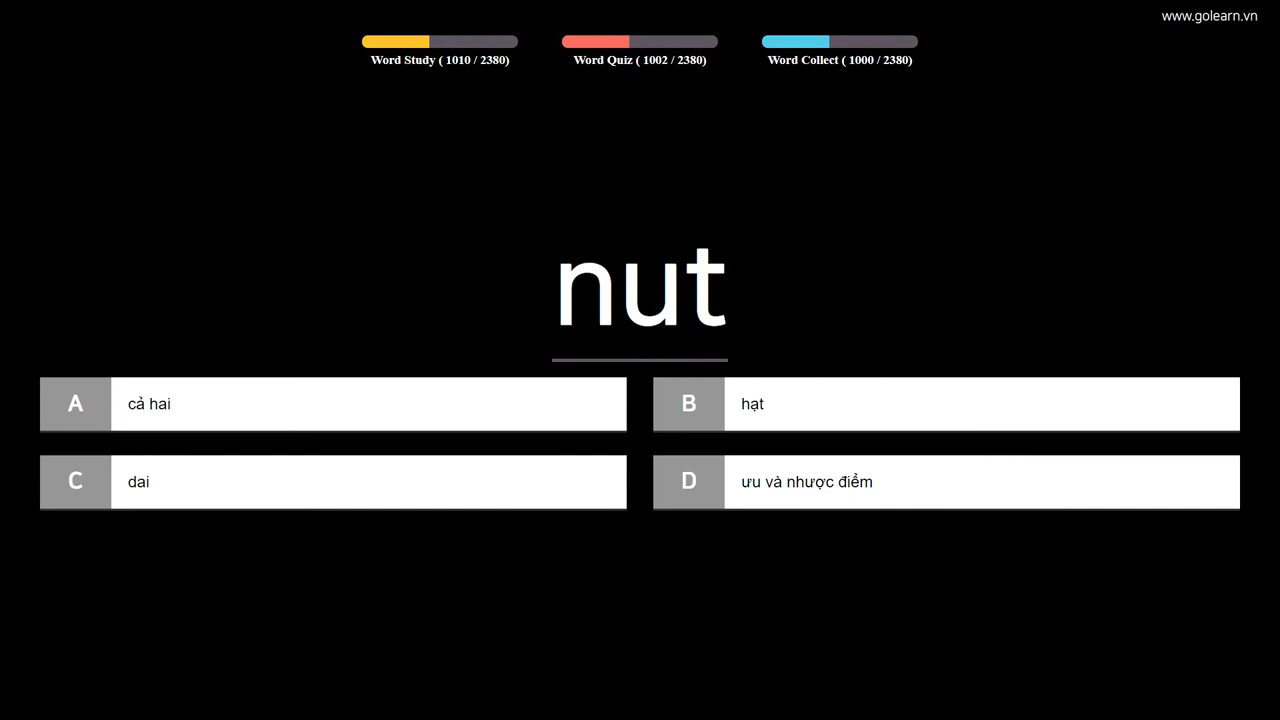 www.golearn.vn
Word Study ( 1010 / 2380)
Word Quiz ( 1002 / 2380)
Word Collect ( 1000 / 2380)
nut
A cả hai
B hạt
C dai
D ưu và nhược điểm